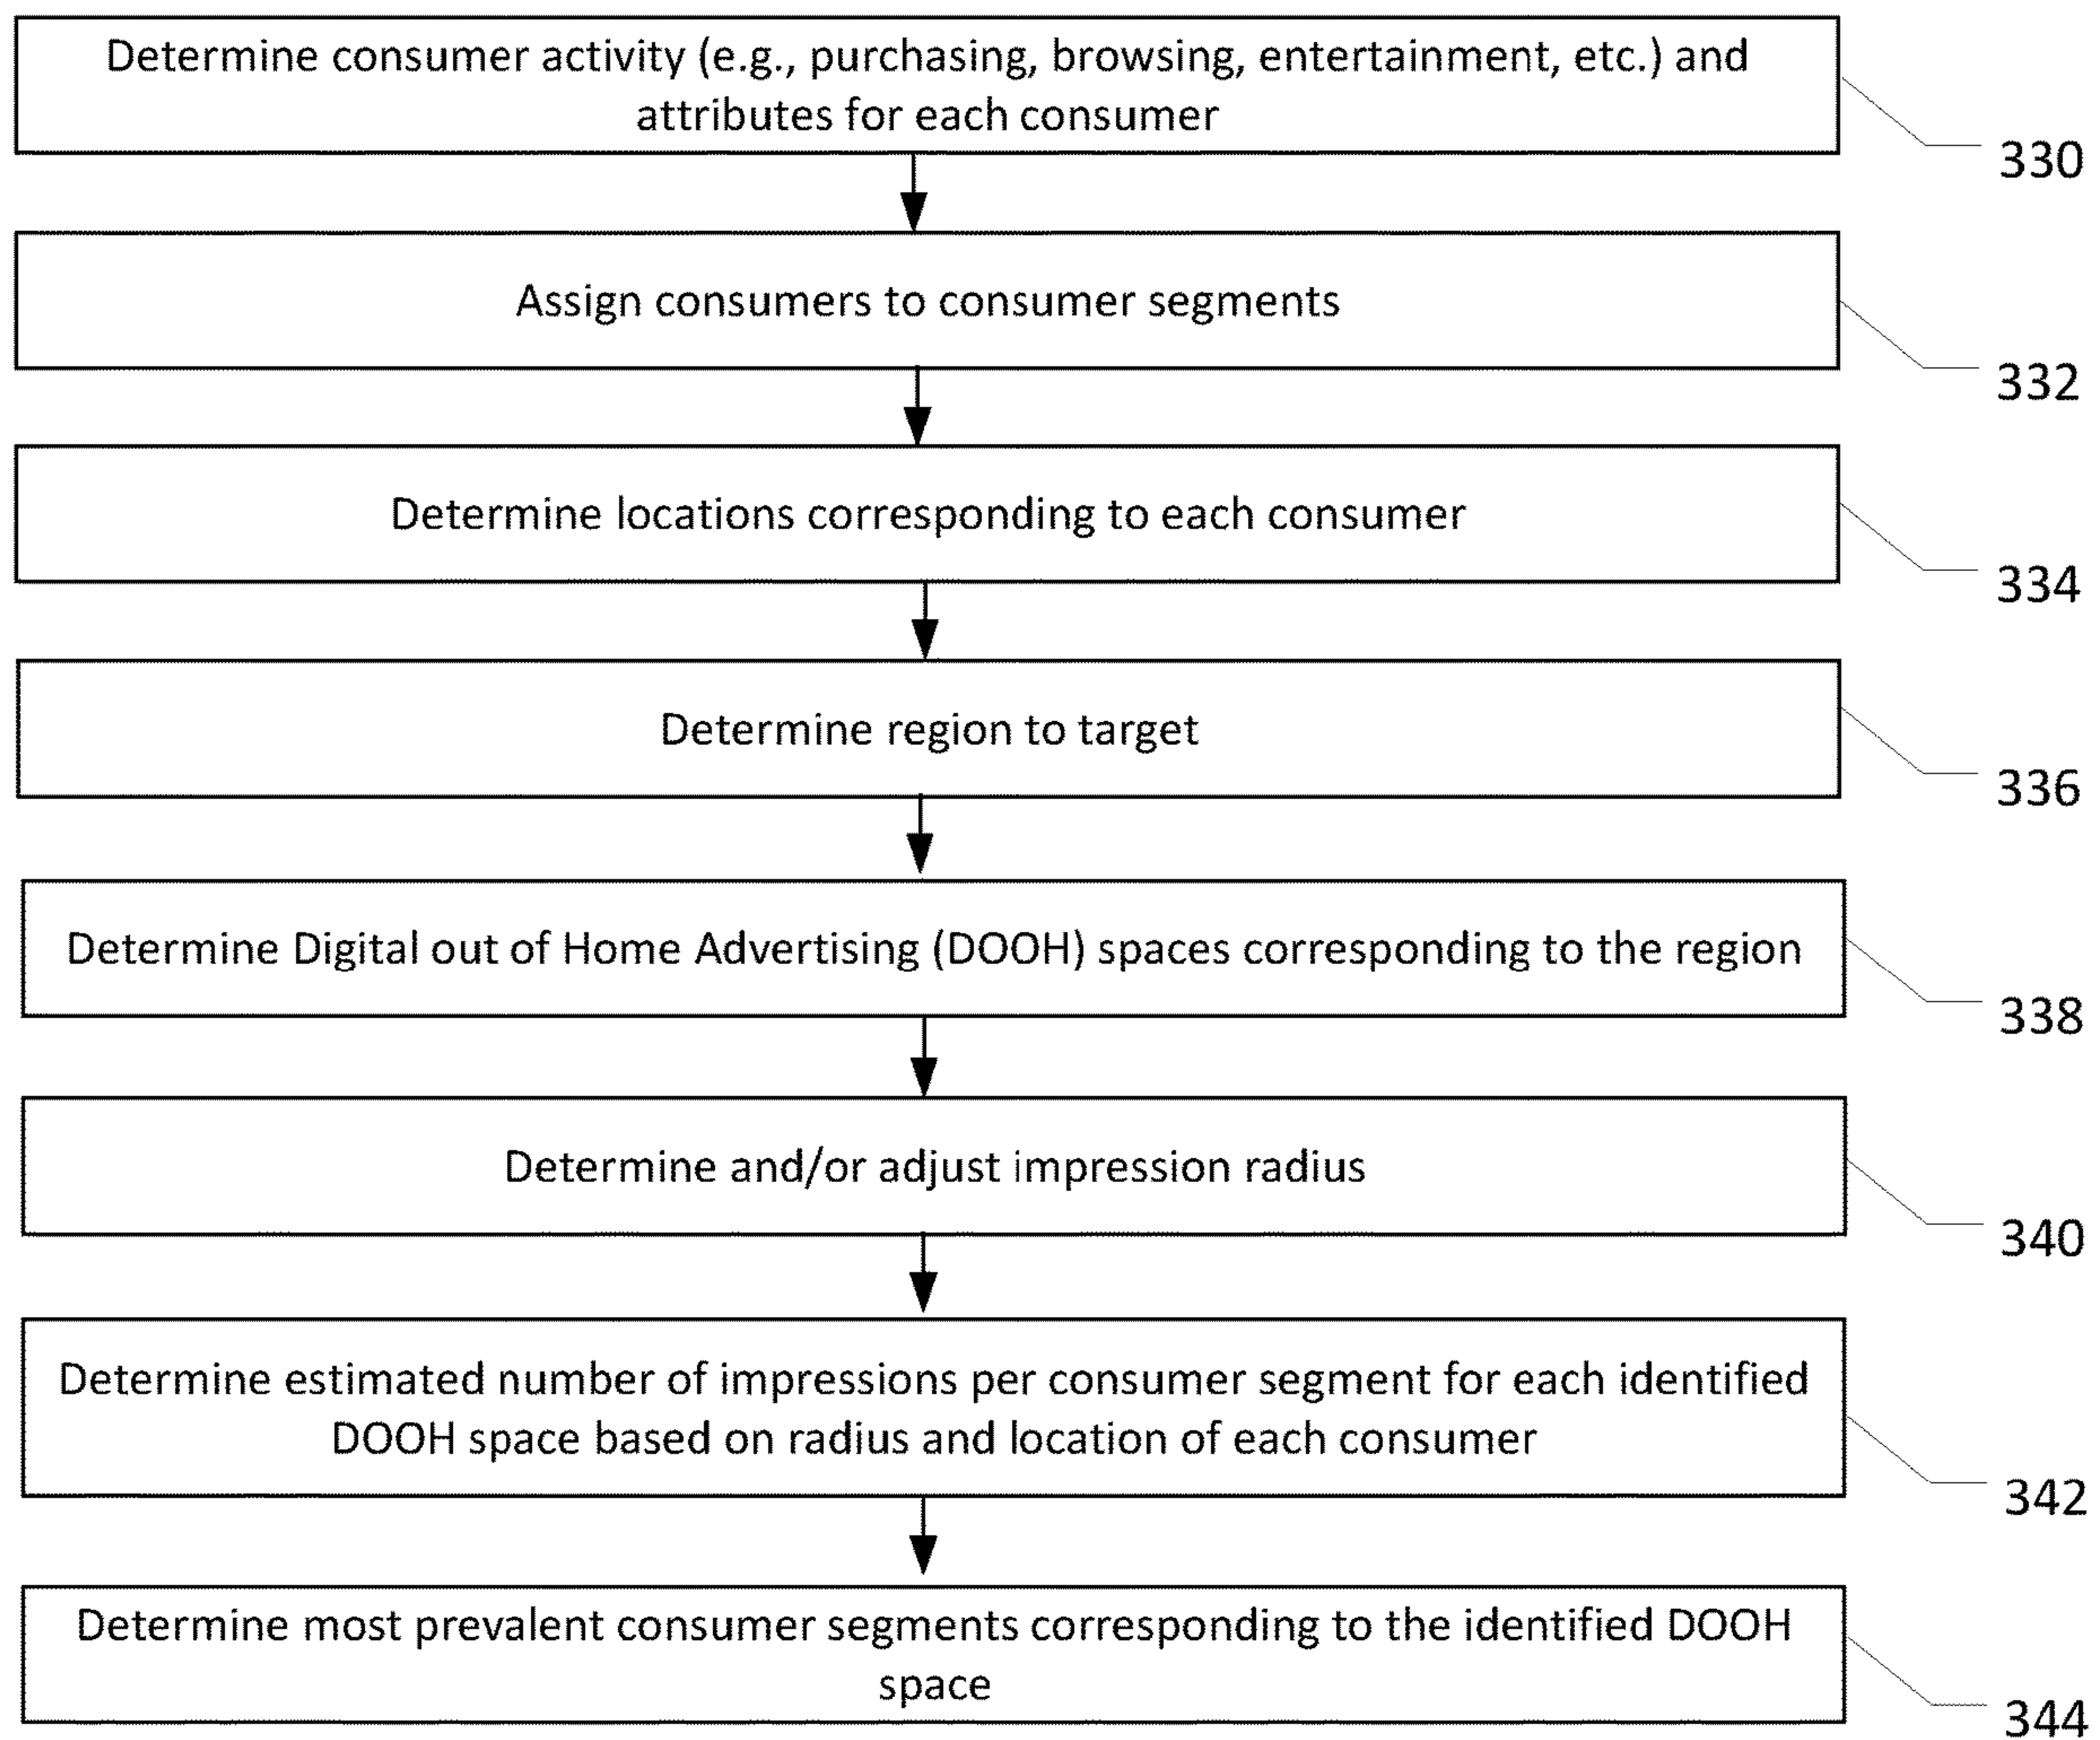 Determine consumer activity (e.g., purchasing, browsing, entertainment, etc.) and
attributes for each consumer
330
Assign consumers to consumer segments
332
Determine locations corresponding to each consumer
334
Determine region to target
336
Determine Digital out of Home Advertising (DOOH) spaces corresponding to the region
338
Determine and/or adjust impression radius
340
Determine estimated number of impressions per consumer segment for each identified
DOOH space based on radius and location of each consumer
342
Determine most prevalent consumer segments corresponding to the identified DOOH
space
344